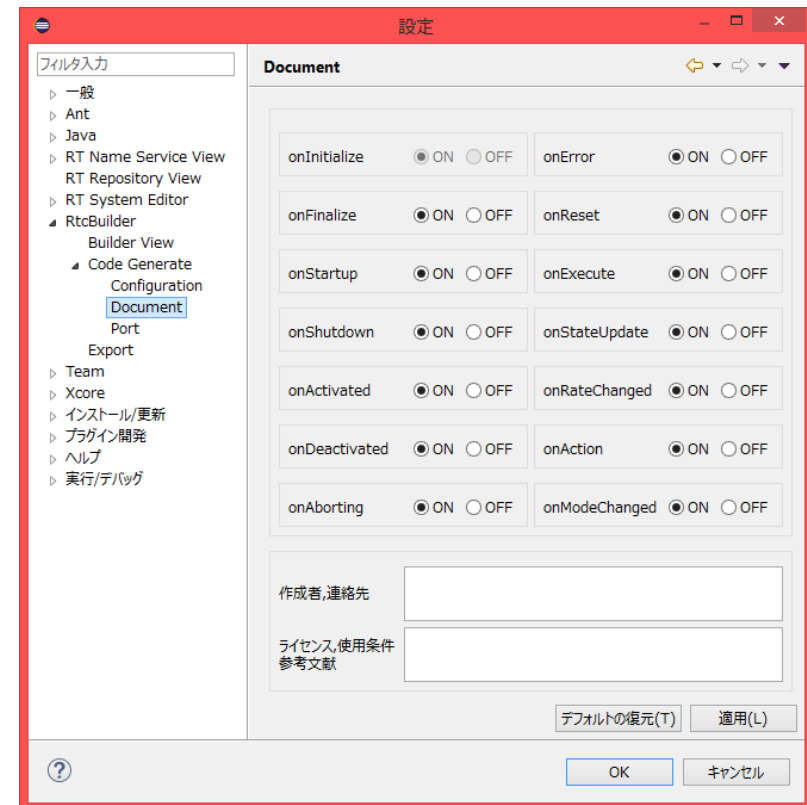 設定
フィルタ入力
一般
Ant
Java
RT Name Service View
RT Repository View
RT System Editor
RtcBuilder
Builder View
Code Generate
Configuration
Document
Port
Export
Team
Xcore
インストール/更新
プラグイン開発
ヘルプ
実行/デバッグ
Document
onInitialize ON OFF onError ON OFF
onFinalize ON OFF onReset ON OFF
onStartup ON OFF onExecute ON OFF
onShutdown ON OFF onStateUpdate ON OFF
onActivated ON OFF onRateChanged ON OFF
onDeactivated ON OFF onAction ON OFF
onAborting ON OFF onModeChanged ON OFF
作成者,連絡先
ライセンス,使用条件
参考文献
デフォルトの復元(T) 適用(L)
? OK キャンセル